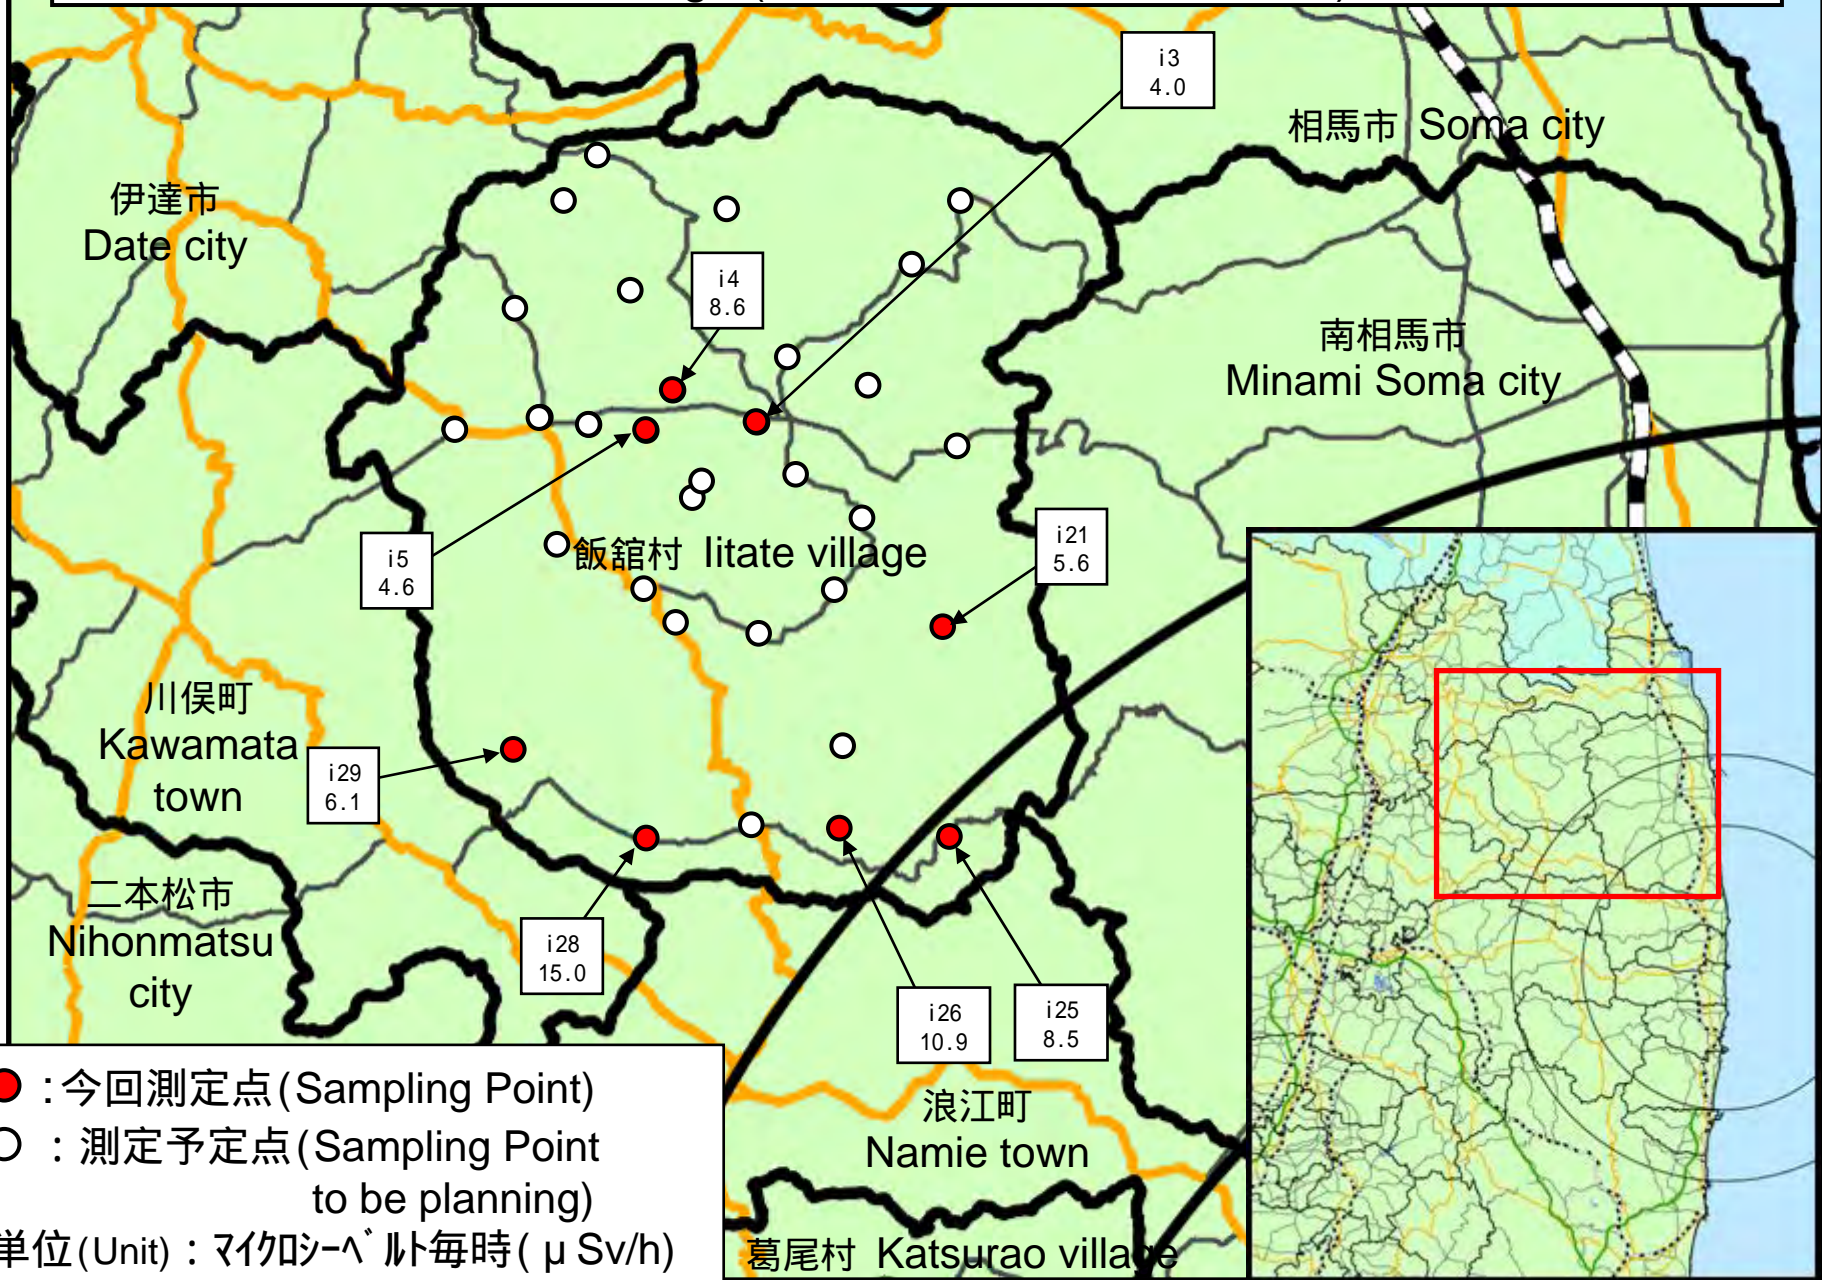 i3
4.0
相馬市 Soma city
伊達市
Date city
i4
8.6
南相馬市
Minami Soma city
i5
4.6
飯舘村 Iitate village
i21
5.6
川俣町
Kawamata
town
i29
6.1
二本松市
Nihonmatsu
city
i28
15.0
i26
10.9
i25
8.5
浪江町
Namie town
葛尾村 Katsurao village
:今回測定点(Sampling Point)
:測定予定点(Sampling Point
to be planning)
単位(Unit):マイクロシーベルト毎時(μSv/h)